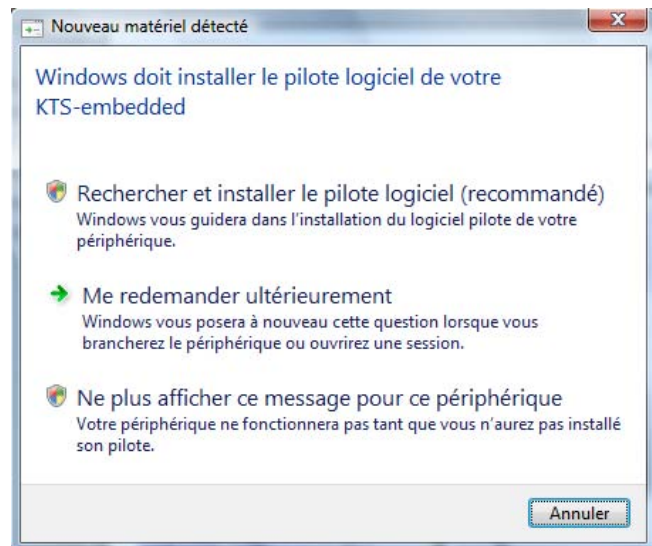 Nouveau matériel détecté
Windows doit installer le pilote logiciel de votre
KTS-embedded
Rechercher et installer le pilote logiciel (recommandé)
Windows vous guidera dans l'installation du logiciel pilote de votre
périphérique.
Me redemander ultérieurement
Windows vous posera à nouveau cette question lorsque vous
brancherez le périphérique ou ouvrirez une session.
Ne plus afficher ce message pour ce périphérique
Votre périphérique ne fonctionnera pas tant que vous n'aurez pas installé
son pilote.
Annuler